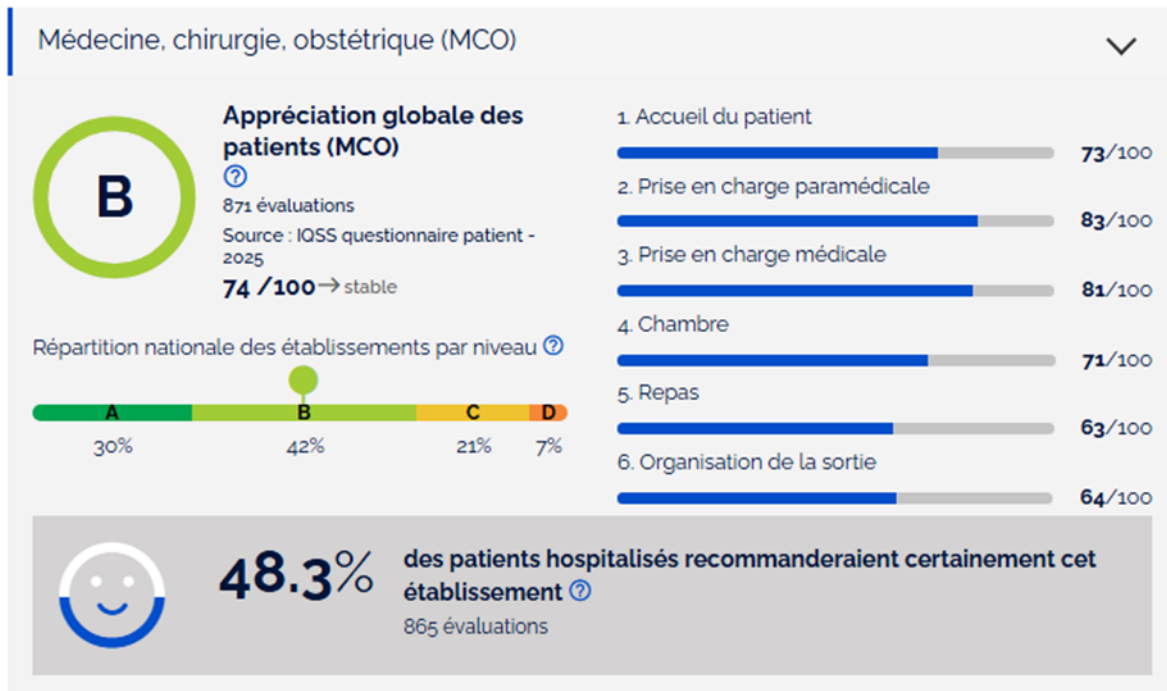 Médecine, chirurgie, obstétrique (MCO)
B
Appréciation globale des
patients (MCO)
?
871 évaluations
Source : IQSS questionnaire patient -
2025
74 /100→stable
Répartition nationale des établissements par niveau ?
A B C D
30% 42% 21% 7%
1. Accueil du patient
73/100
2. Prise en charge paramédicale
83/100
3. Prise en charge médicale
81/100
4. Chambre
71/100
5. Repas
63/100
6. Organisation de la sortie
64/100
48.3%
des patients hospitalisés recommanderaient certainement cet
établissement ?
865 évaluations